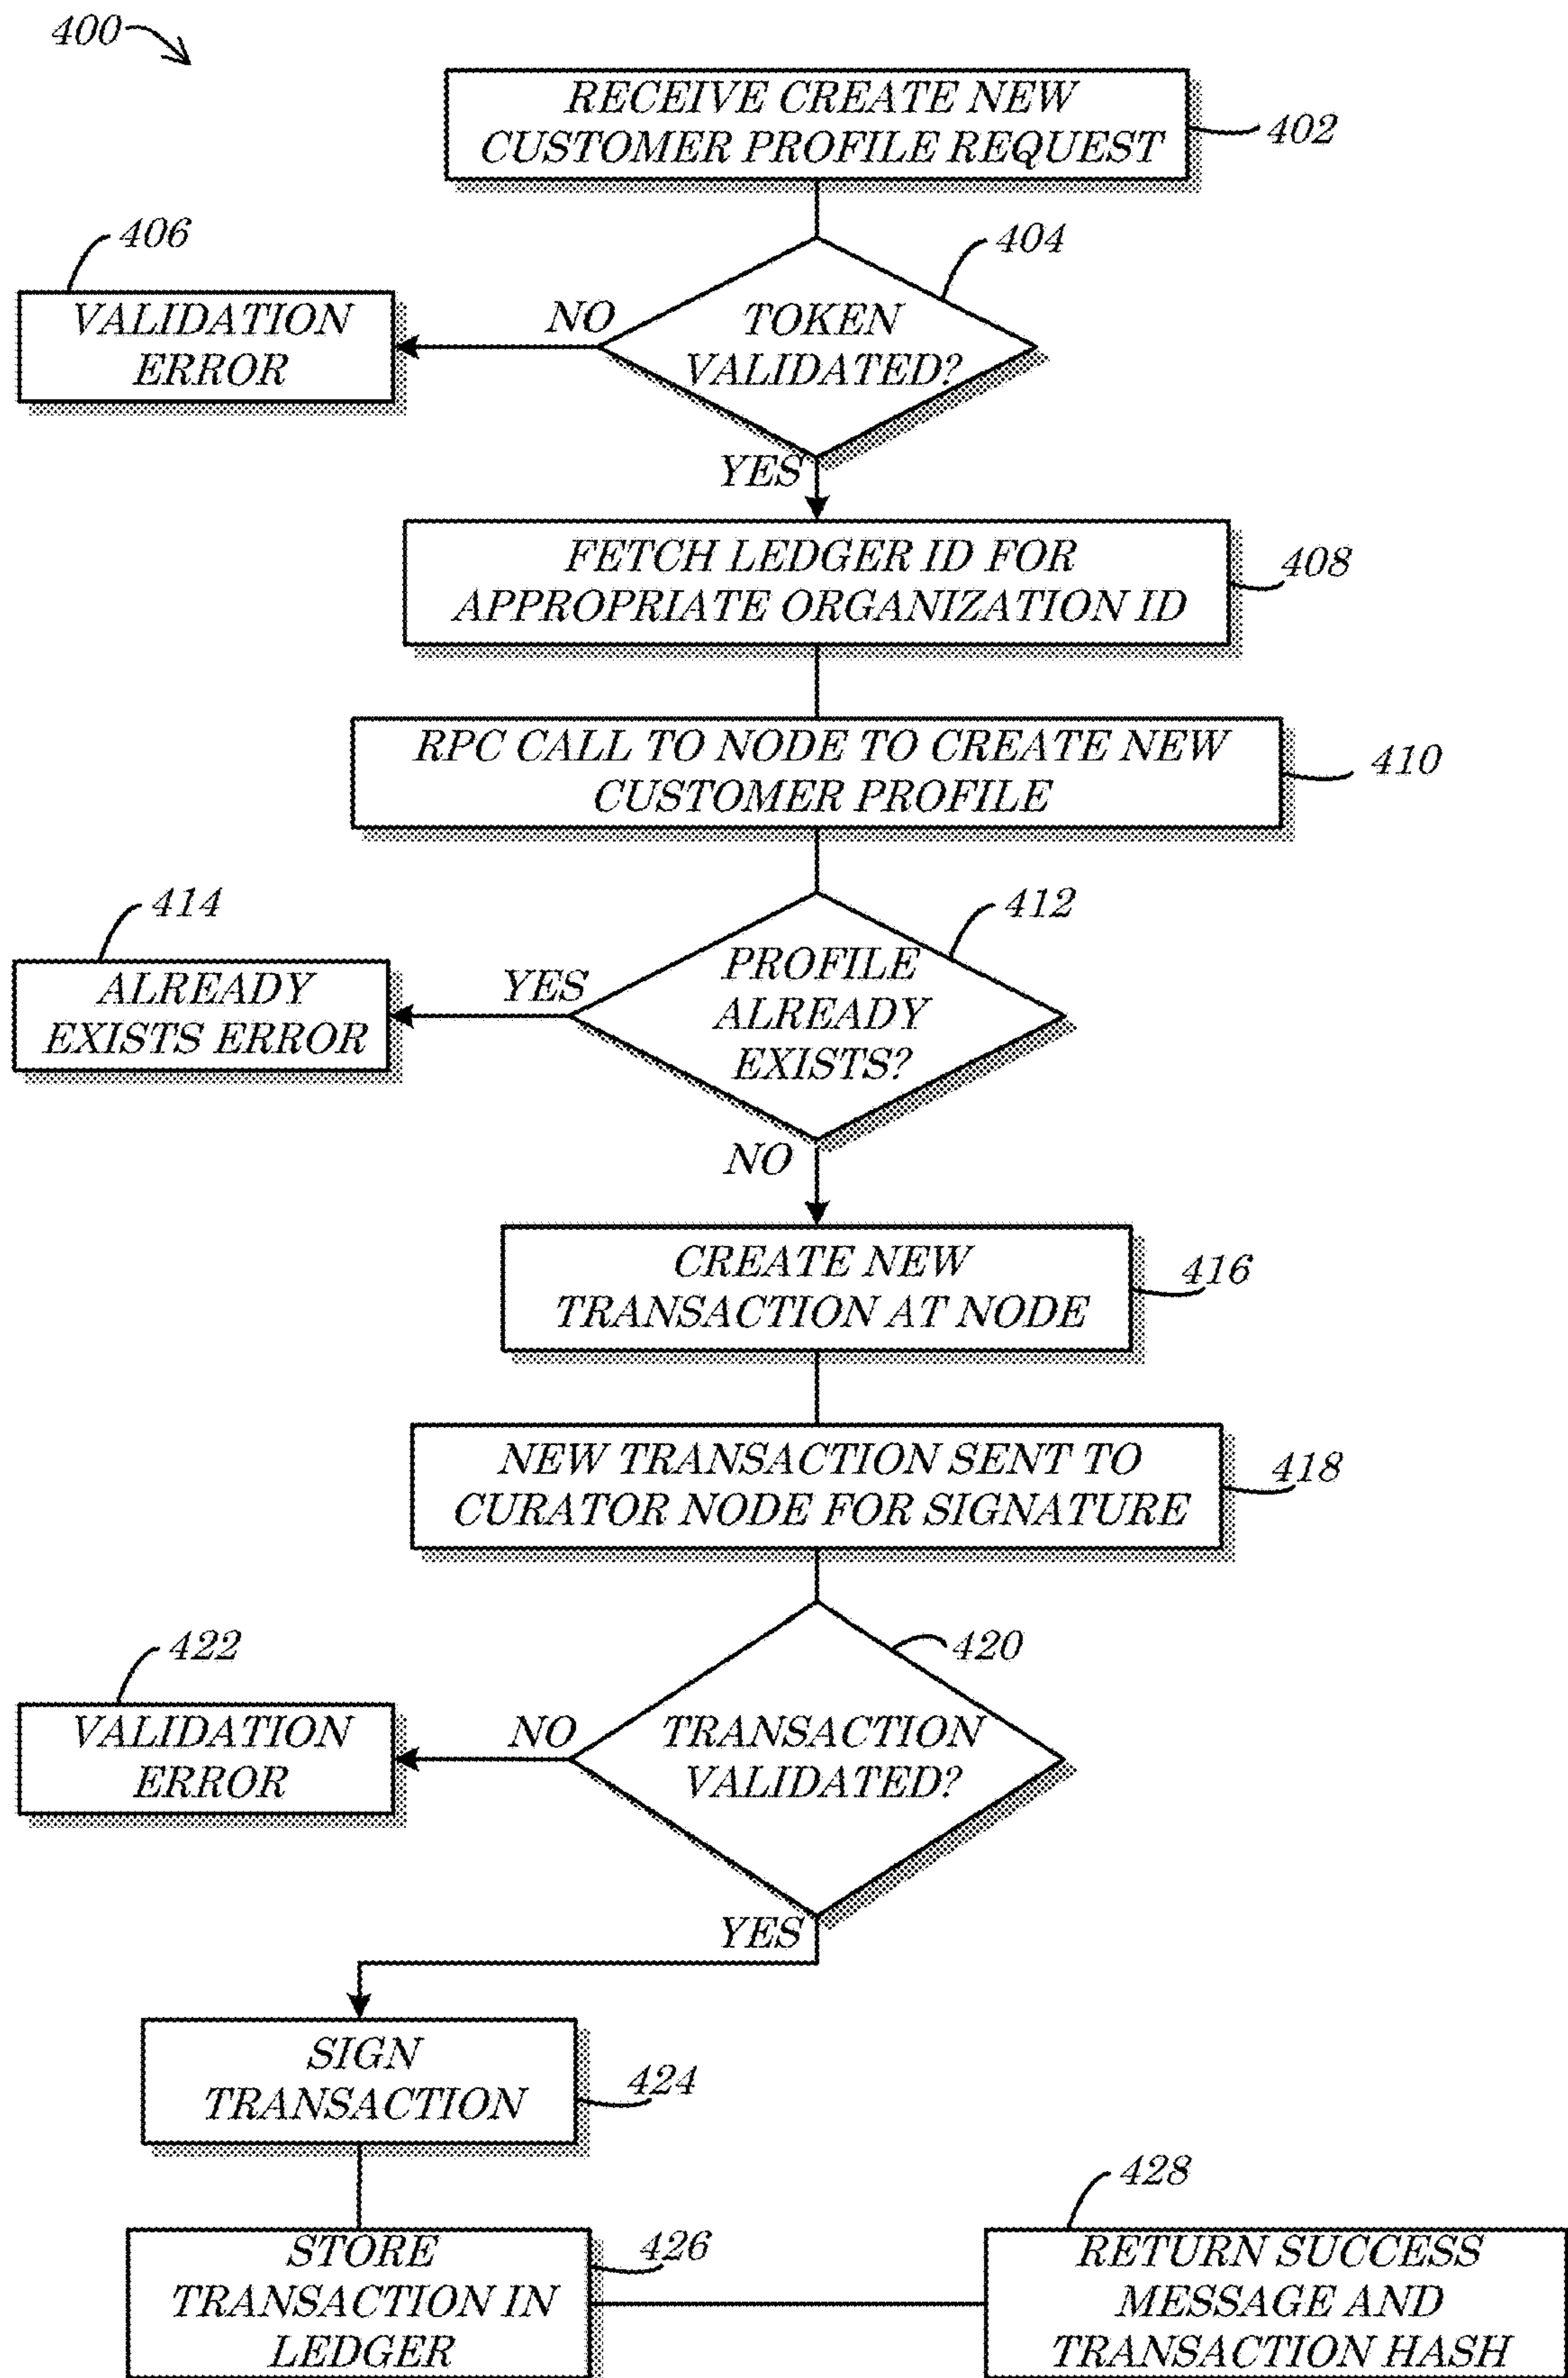 400
RECEIVE CREATE NEW
CUSTOMER PROFILE REQUEST
402
406
404
VALIDATION
ERROR
NO
TOKEN
VALIDATED?
YES
FETCH LEDGER ID FOR
APPROPRIATE ORGANIZATION ID
408
RPC CALL TO NODE TO CREATE NEW
CUSTOMER PROFILE
410
414
412
ALREADY
EXISTS ERROR
YES
PROFILE
ALREADY
EXISTS?
NO
CREATE NEW
TRANSACTION AT NODE
416
NEW TRANSACTION SENT TO
CURATOR NODE FOR SIGNATURE
418
422
420
VALIDATION
ERROR
NO
TRANSACTION
VALIDATED?
YES
SIGN
TRANSACTION
424
STORE
TRANSACTION IN
LEDGER
426
428
RETURN SUCCESS
MESSAGE AND
TRANSACTION HASH